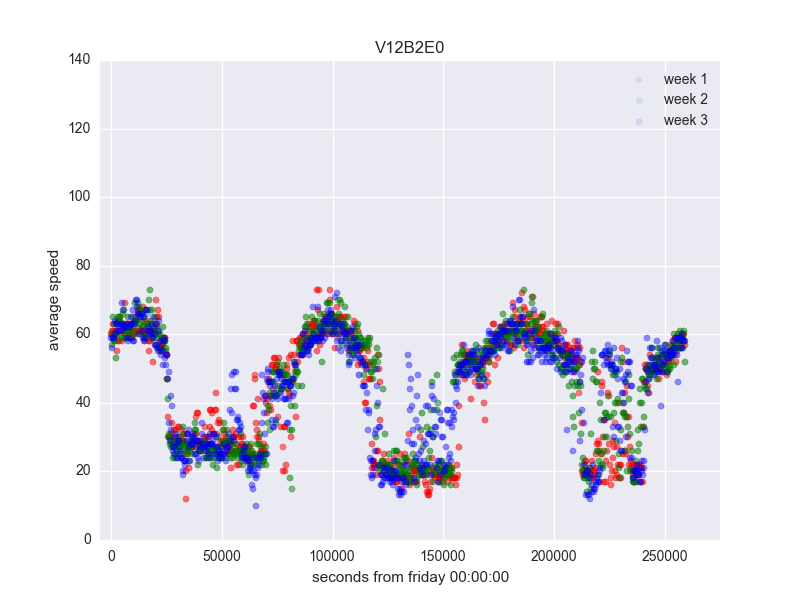 V12B2E0
140
120
100
80
60
40
20
0
average speed
week 1
week 2
week 3
0 50000 100000 150000 200000 250000
seconds from friday 00:00:00